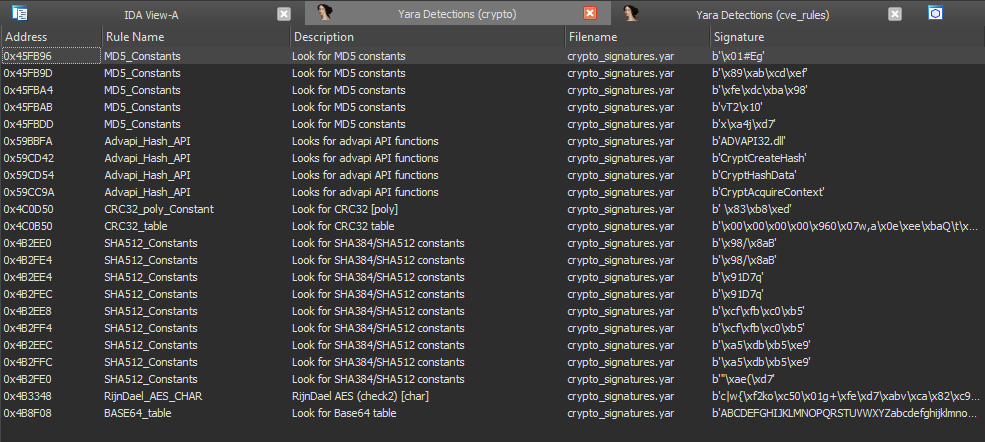 IDA View-A Yara Detections (crypto) Yara Detections (cve_rules)
Address Rule Name Description Filename Signature
0x45FB96 MD5_Constants Look for MD5 constants crypto_signatures.yar b'\x01#Eg'
0x45FB9D MD5_Constants Look for MD5 constants crypto_signatures.yar b'\x89\xab\xcd\xef'
0x45FBA4 MD5_Constants Look for MD5 constants crypto_signatures.yar b'\xfe\xdc\xba\x98'
0x45FBAB MD5_Constants Look for MD5 constants crypto_signatures.yar b'vT2\x10'
0x45FBDD MD5_Constants Look for MD5 constants crypto_signatures.yar b'x\xa4j\xd7'
0x59BBFA Advapi_Hash_API Looks for advapi API functions crypto_signatures.yar b'ADVAPI32.dll'
0x59CD42 Advapi_Hash_API Looks for advapi API functions crypto_signatures.yar b'CryptCreateHash'
0x59CD54 Advapi_Hash_API Looks for advapi API functions crypto_signatures.yar b'CryptHashData'
0x59CC9A Advapi_Hash_API Looks for advapi API functions crypto_signatures.yar b'CryptAcquireContext'
0x4C0D50 CRC32_poly_Constant Look for CRC32 [poly] crypto_signatures.yar b' \x83\xb8\xed'
0x4C0B50 CRC32_table Look for CRC32 table crypto_signatures.yar b'\x00\x00\x00\x00\x960\x07w,a\x0e\xee\xbaQ\t\x...
0x4B2EE0 SHA512_Constants Look for SHA384/SHA512 constants crypto_signatures.yar b'\x98/\x8aB'
0x4B2FE4 SHA512_Constants Look for SHA384/SHA512 constants crypto_signatures.yar b'\x98/\x8aB'
0x4B2EE4 SHA512_Constants Look for SHA384/SHA512 constants crypto_signatures.yar b'\x91D7q'
0x4B2FEC SHA512_Constants Look for SHA384/SHA512 constants crypto_signatures.yar b'\x91D7q'
0x4B2EE8 SHA512_Constants Look for SHA384/SHA512 constants crypto_signatures.yar b'\xcf\xfb\xc0\xb5'
0x4B2FF4 SHA512_Constants Look for SHA384/SHA512 constants crypto_signatures.yar b'\xcf\xfb\xc0\xb5'
0x4B2EEC SHA512_Constants Look for SHA384/SHA512 constants crypto_signatures.yar b'\xa5\xdb\xb5\xe9'
0x4B2FFC SHA512_Constants Look for SHA384/SHA512 constants crypto_signatures.yar b'\xa5\xdb\xb5\xe9'
0x4B2FE0 SHA512_Constants Look for SHA384/SHA512 constants crypto_signatures.yar b'"\xae(\xd7'
0x4B3348 RijnDael_AES_CHAR RijnDael AES (check2) [char] crypto_signatures.yar b'c|w{\xf2ko\xc50\x01g+\xfe\xd7\xabv\xca\x82\xc9...
0x4B8F08 BASE64_table Look for Base64 table crypto_signatures.yar b'ABCDEFGHIJKLMNOPQRSTUVWXYZabcdefghijklmno...